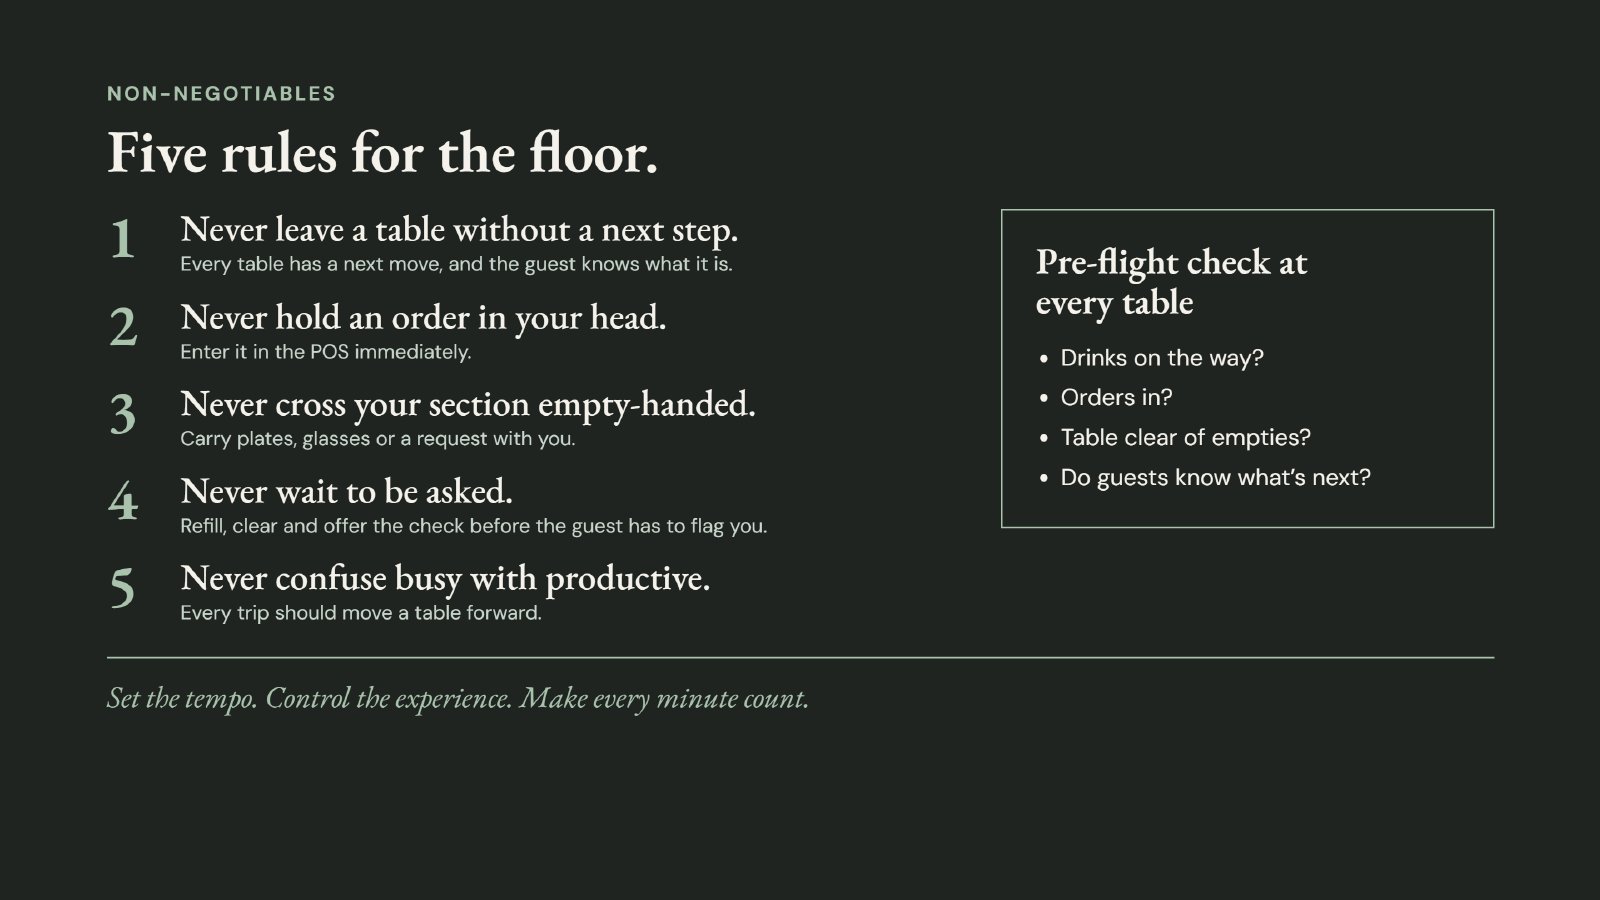 NON-NEGOTIABLES
Five rules for the floor.
1
Never leave a table without a next step.
Every table has a next move, and the guest knows what it is.
2
Never hold an order in your head.
Enter it in the POS immediately.
3
Never cross your section empty-handed.
Carry plates, glasses or a request with you.
4
Never wait to be asked.
Refill, clear and offer the check before the guest has to flag you.
5
Never confuse busy with productive.
Every trip should move a table forward.
Pre-flight check at
every table
• Drinks on the way?
• Orders in?
• Table clear of empties?
• Do guests know what’s next?
Set the tempo. Control the experience. Make every minute count.